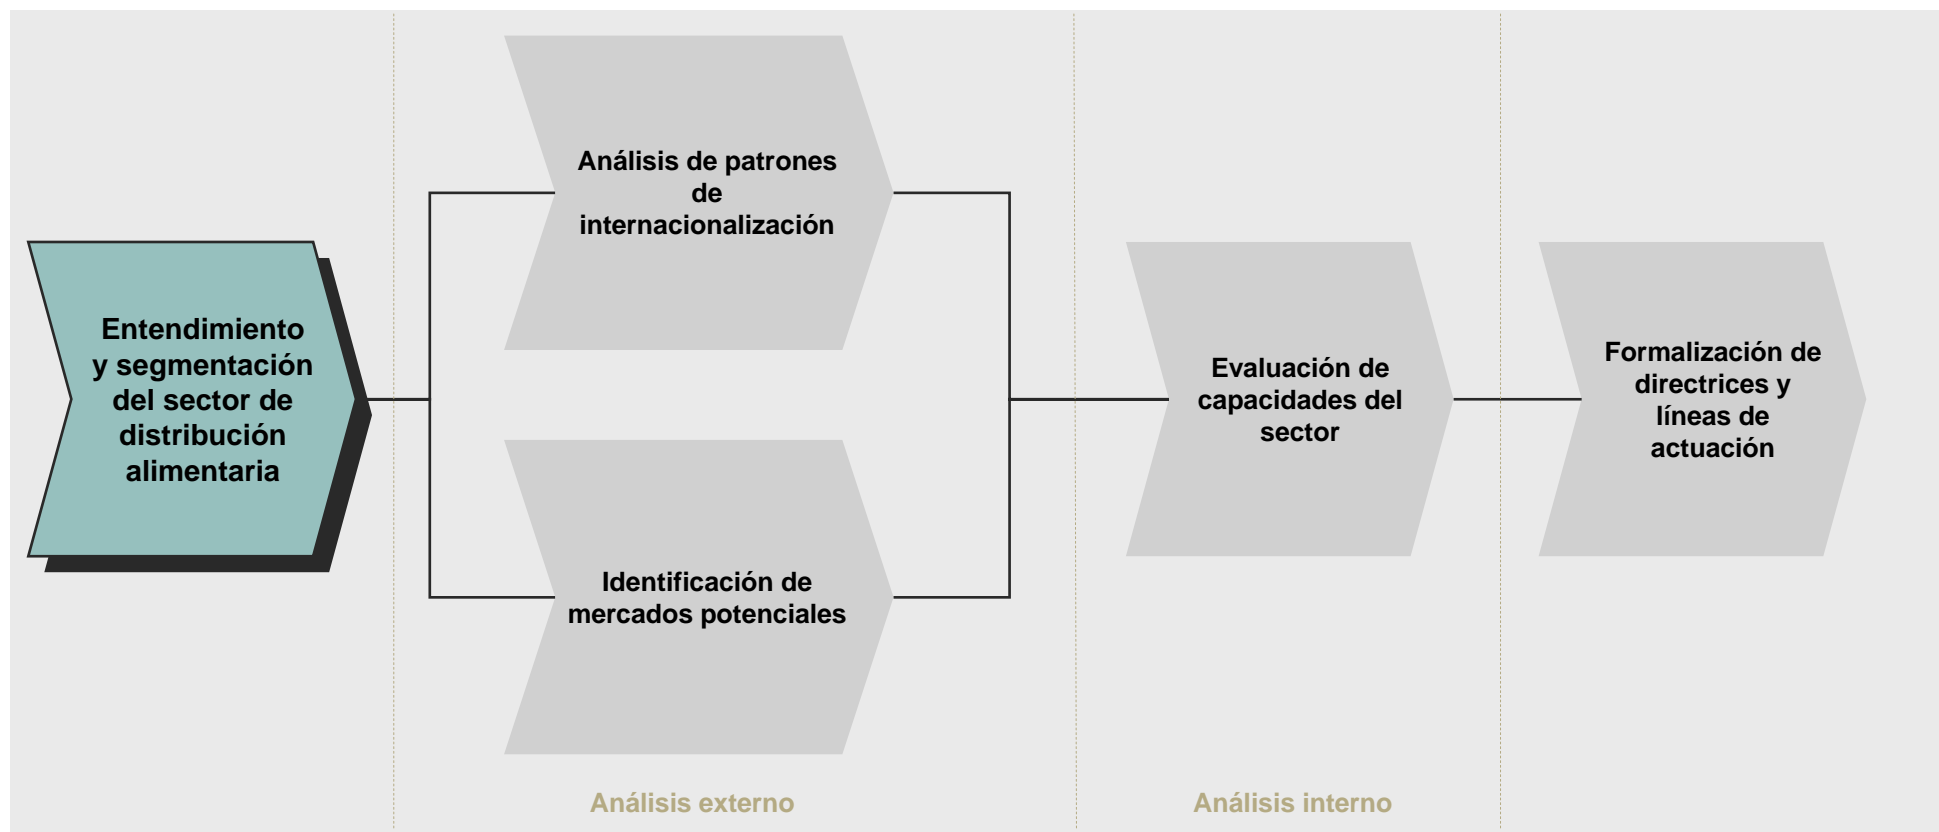 Entendimiento
y segmentación
del sector de
distribución
alimentaria
Análisis de patrones
de
internacionalización
Identificación de
mercados potenciales
Evaluación de
capacidades del
sector
Formalización de
directrices y
líneas de
actuación
Análisis externo
Análisis interno